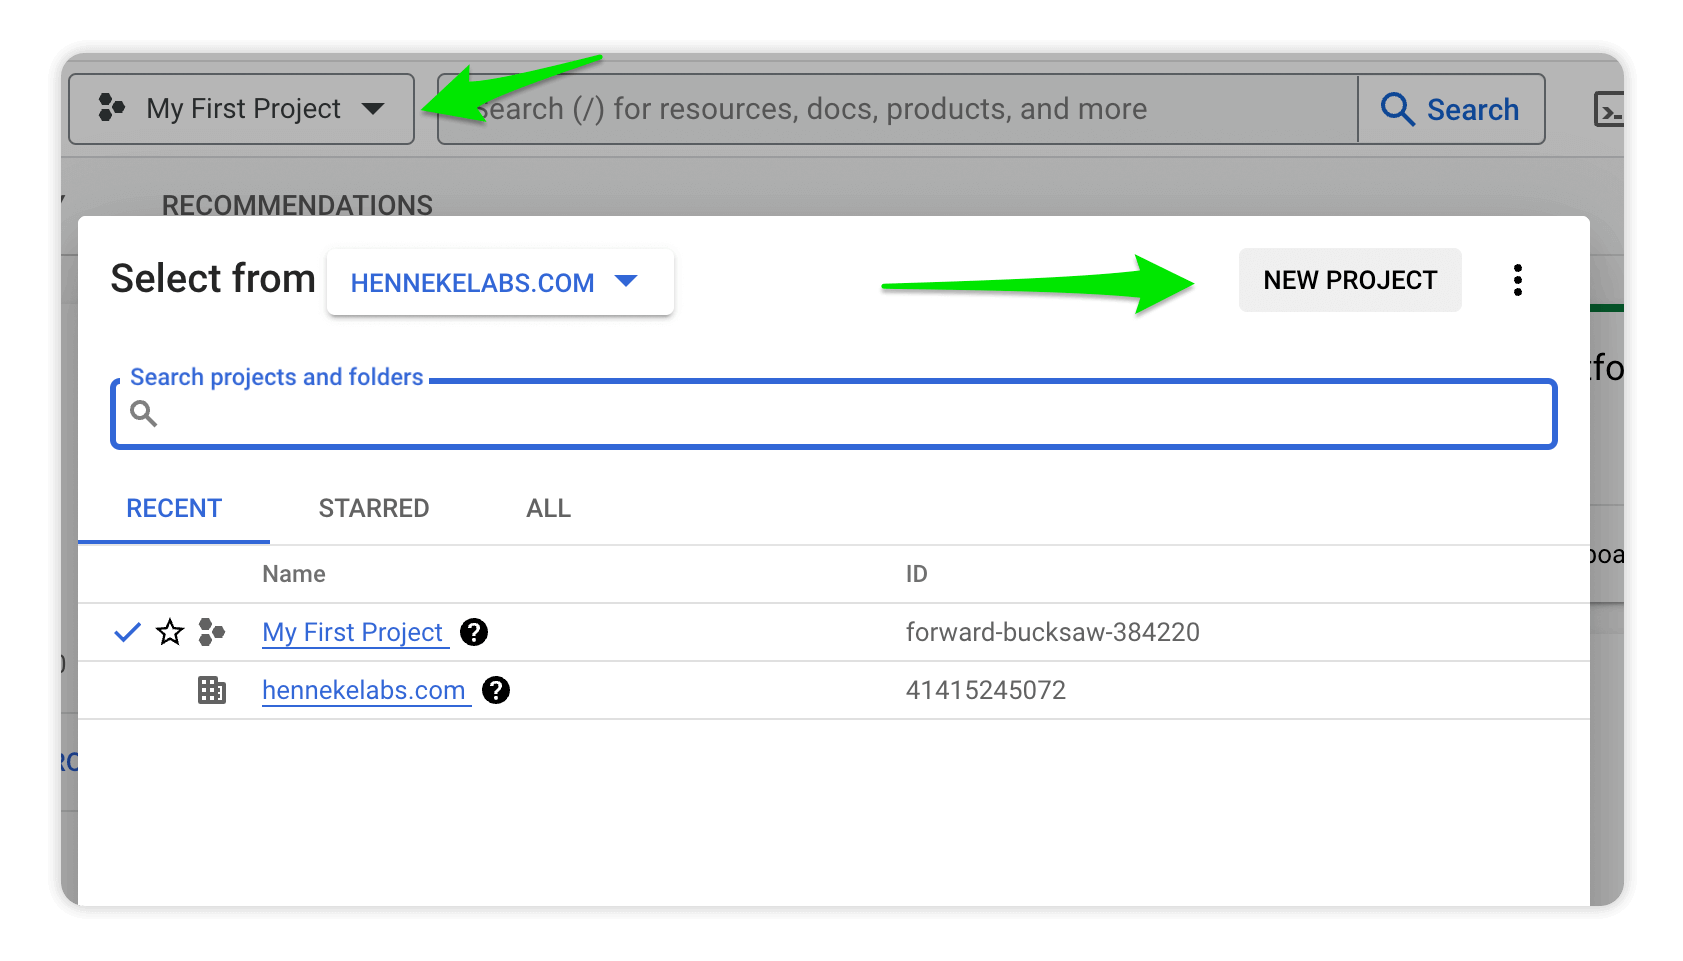 My First Project
Search (/) for resources, docs, products, and more
Search
RECOMMENDATIONS
Select from
HENNEKELABS.COM
NEW PROJECT
Search projects and folders
RECENT STARRED ALL
Name ID
My First Project forward-bucksaw-384220
hennekelabs.com 41415245072